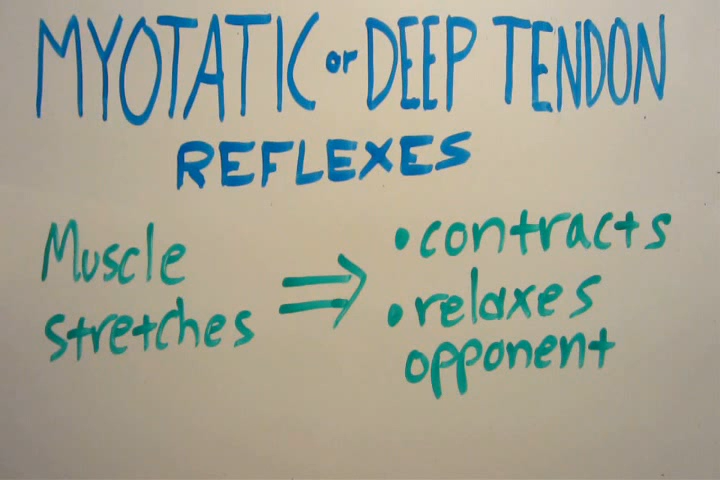 MYOTATIC or DEEP TENDON
REFLEXES
Muscle
stretches
⇒
• contracts
• relaxes
opponent